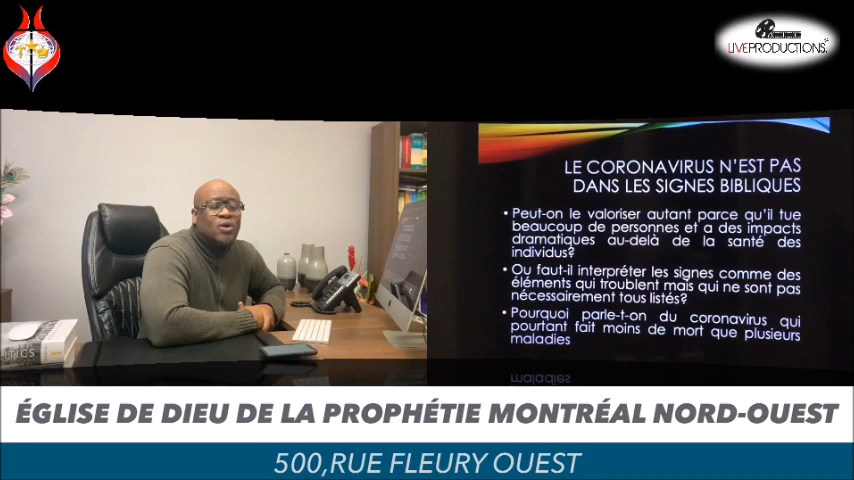 LIVEPRODUCTIONS.
LE CORONAVIRUS N'EST PAS
DANS LES SIGNES BIBLIQUES
• Peut-on le valoriser autant parce qu'il tue
beaucoup de personnes et a des impacts
dramatiques au-delà de la santé des
individus?
• Ou faut-il interpréter les signes comme des
éléments qui troublent mais qui ne sont pas
nécessairement tous listés?
• Pourquoi parle-t-on du coronavirus qui
pourtant fait moins de mort que plusieurs
maladies
ÉGLISE DE DIEU DE LA PROPHÉTIE MONTRÉAL NORD-OUEST
500,RUE FLEURY OUEST